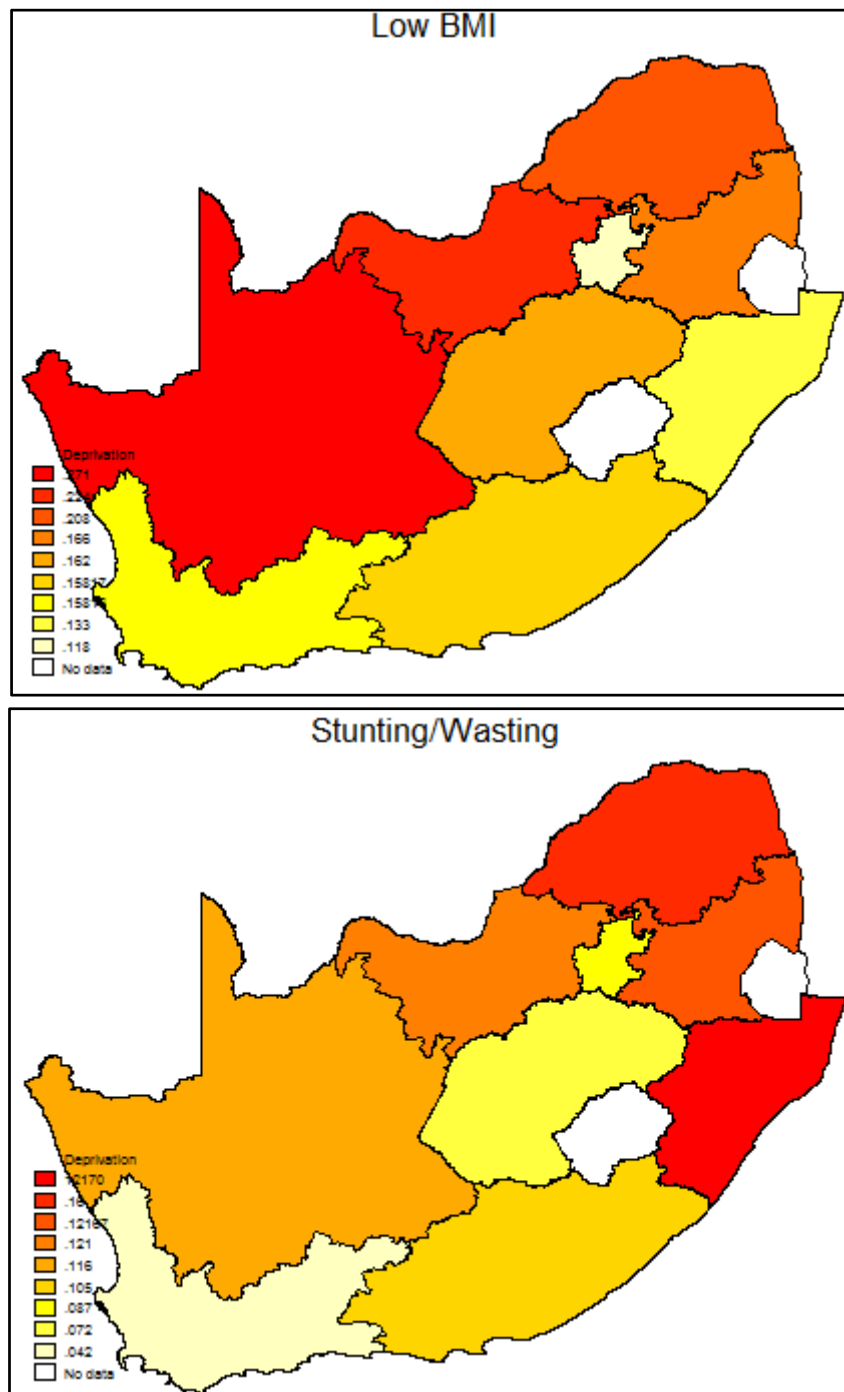 Low BMI
Deprivation
.208
.166
.162
.133
.118
No data
Stunting/Wasting
Deprivation
.121
.116
.105
.087
.072
.042
No data